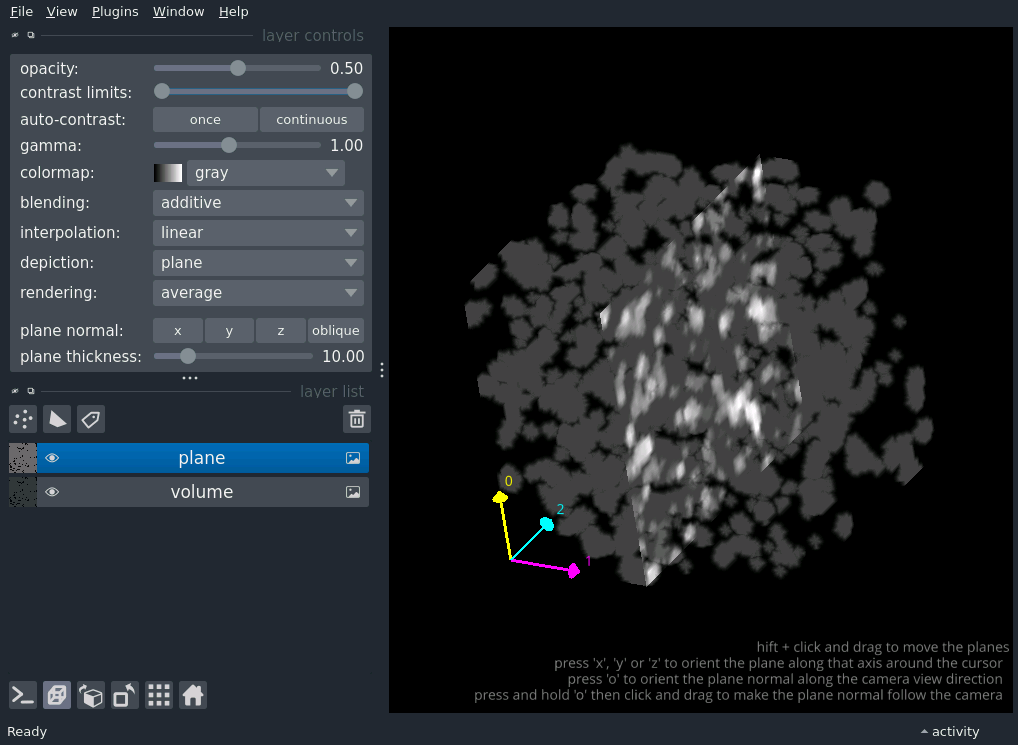 File View Plugins Window Help
layer controls
opacity: 0.50
contrast limits:
auto-contrast: once continuous
gamma: 1.00
colormap: gray
blending: additive
interpolation: linear
depiction: plane
rendering: average
plane normal: x y z oblique
plane thickness: 10.00
layer list
plane
volume
0
2
1
hift + click and drag to move the planes
press 'x', 'y' or 'z' to orient the plane along that axis around the cursor
press 'o' to orient the plane normal along the camera view direction
press and hold 'o' then click and drag to make the plane normal follow the camera
Ready
activity